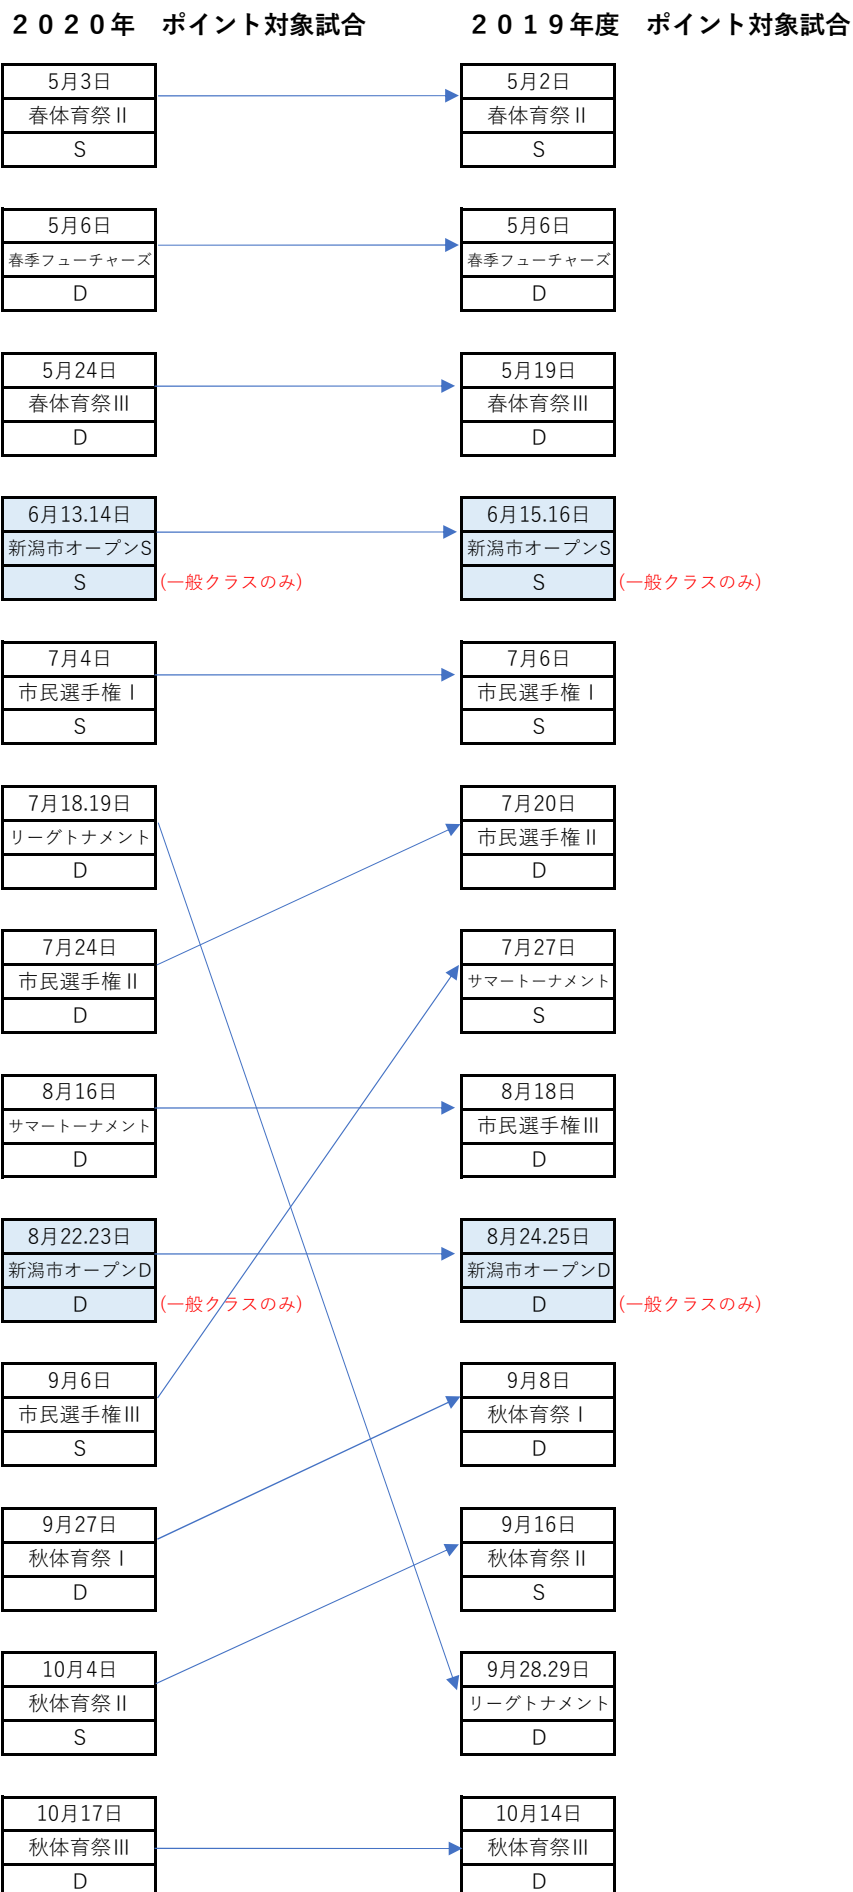 ２０２０年　ポイント対象試合
２０１９年度　ポイント対象試合
5月3日
春体育祭Ⅱ
S
5月2日
春体育祭Ⅱ
S
5月6日
春季フューチャーズ
D
5月6日
春季フューチャーズ
D
5月24日
春体育祭Ⅲ
D
5月19日
春体育祭Ⅲ
D
6月13.14日
新潟市オープンS
S
(一般クラスのみ)
6月15.16日
新潟市オープンS
S
(一般クラスのみ)
7月4日
市民選手権Ⅰ
S
7月6日
市民選手権Ⅰ
S
7月18.19日
リーグトナメント
D
7月20日
市民選手権Ⅱ
D
7月24日
市民選手権Ⅱ
D
7月27日
サマートーナメント
S
8月16日
サマートーナメント
D
8月18日
市民選手権Ⅲ
D
8月22.23日
新潟市オープンD
D
(一般クラスのみ)
8月24.25日
新潟市オープンD
D
(一般クラスのみ)
9月6日
市民選手権Ⅲ
S
9月8日
秋体育祭Ⅰ
D
9月27日
秋体育祭Ⅰ
D
9月16日
秋体育祭Ⅱ
S
10月4日
秋体育祭Ⅱ
S
9月28.29日
リーグトナメント
D
10月17日
秋体育祭Ⅲ
D
10月14日
秋体育祭Ⅲ
D